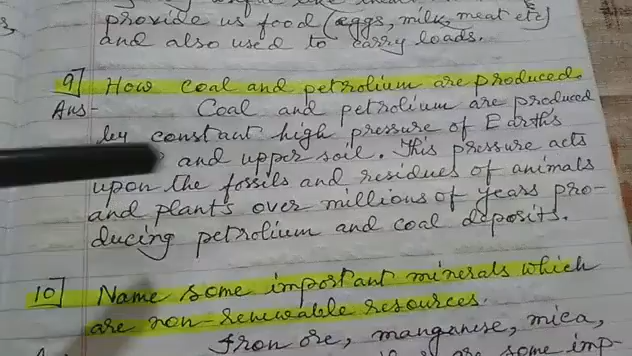 provide us food (eggs, milk, meat etc)
and also used to carry loads.
9] How coal and petrolium are produced.
Ans- Coal and petrolium are produced
by constant high pressure of Earth's
and upper soil. This pressure acts
upon the fossils and residues of animals
and plants over millions of years pro-
ducing petrolium and coal deposits.
10] Name some important minerals which
are non-renewable resources.
Iron ore, manganese, mica,
are some imp-